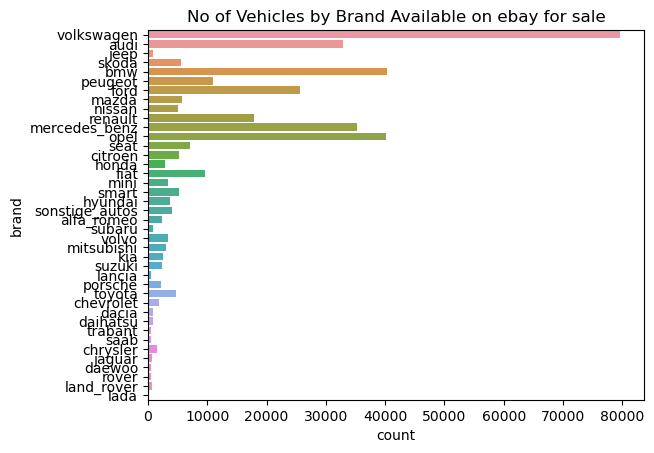 No of Vehicles by Brand Available on ebay for sale
volkswagen
audi
jeep
skoda
bmw
peugeot
ford
mazda
nissan
renault
mercedes_benz
opel
seat
citroen
honda
fiat
mini
smart
hyundai
sonstige_autos
alfa_romeo
subaru
volvo
mitsubishi
kia
suzuki
lancia
porsche
toyota
chevrolet
dacia
daihatsu
trabant
saab
chrysler
jaguar
daewoo
rover
land_rover
lada
brand
0 10000 20000 30000 40000 50000 60000 70000 80000
count